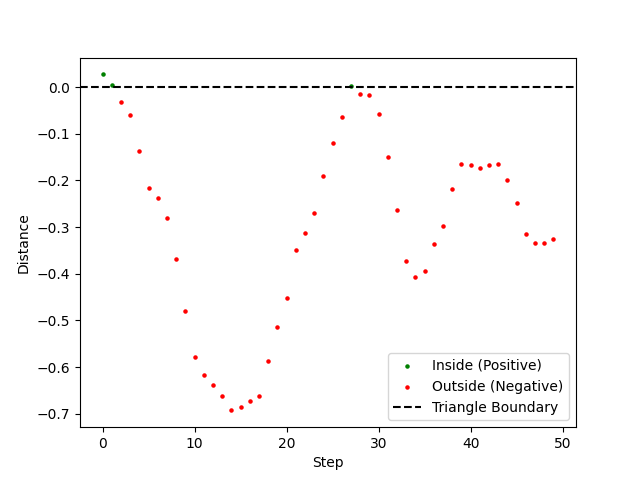 0.0
−0.1
−0.2
−0.3
−0.4
−0.5
−0.6
−0.7
Distance
Inside (Positive)
Outside (Negative)
Triangle Boundary
0 10 20 30 40 50
Step